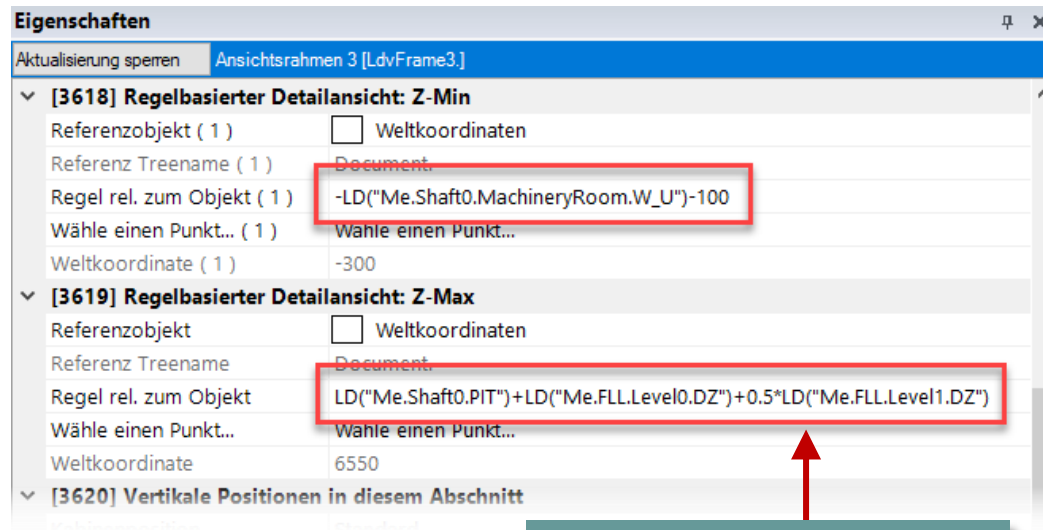 Eigenschaften
Aktualisierung sperren Ansichtsrahmen 3 [LdvFrame3.]
[3618] Regelbasierter Detailansicht: Z-Min
Referenzobjekt ( 1 ) Weltkoordinaten
Referenz Treename ( 1 ) Document.
Regel rel. zum Objekt ( 1 ) -LD("Me.Shaft0.MachineryRoom.W_U")-100
Wähle einen Punkt... ( 1 ) Wähle einen Punkt...
Weltkoordinate ( 1 ) -300
[3619] Regelbasierter Detailansicht: Z-Max
Referenzobjekt Weltkoordinaten
Referenz Treename Document.
Regel rel. zum Objekt LD("Me.Shaft0.PIT")+LD("Me.FLL.Level0.DZ")+0.5*LD("Me.FLL.Level1.DZ")
Wähle einen Punkt... Wähle einen Punkt...
Weltkoordinate 6550
[3620] Vertikale Positionen in diesem Abschnitt